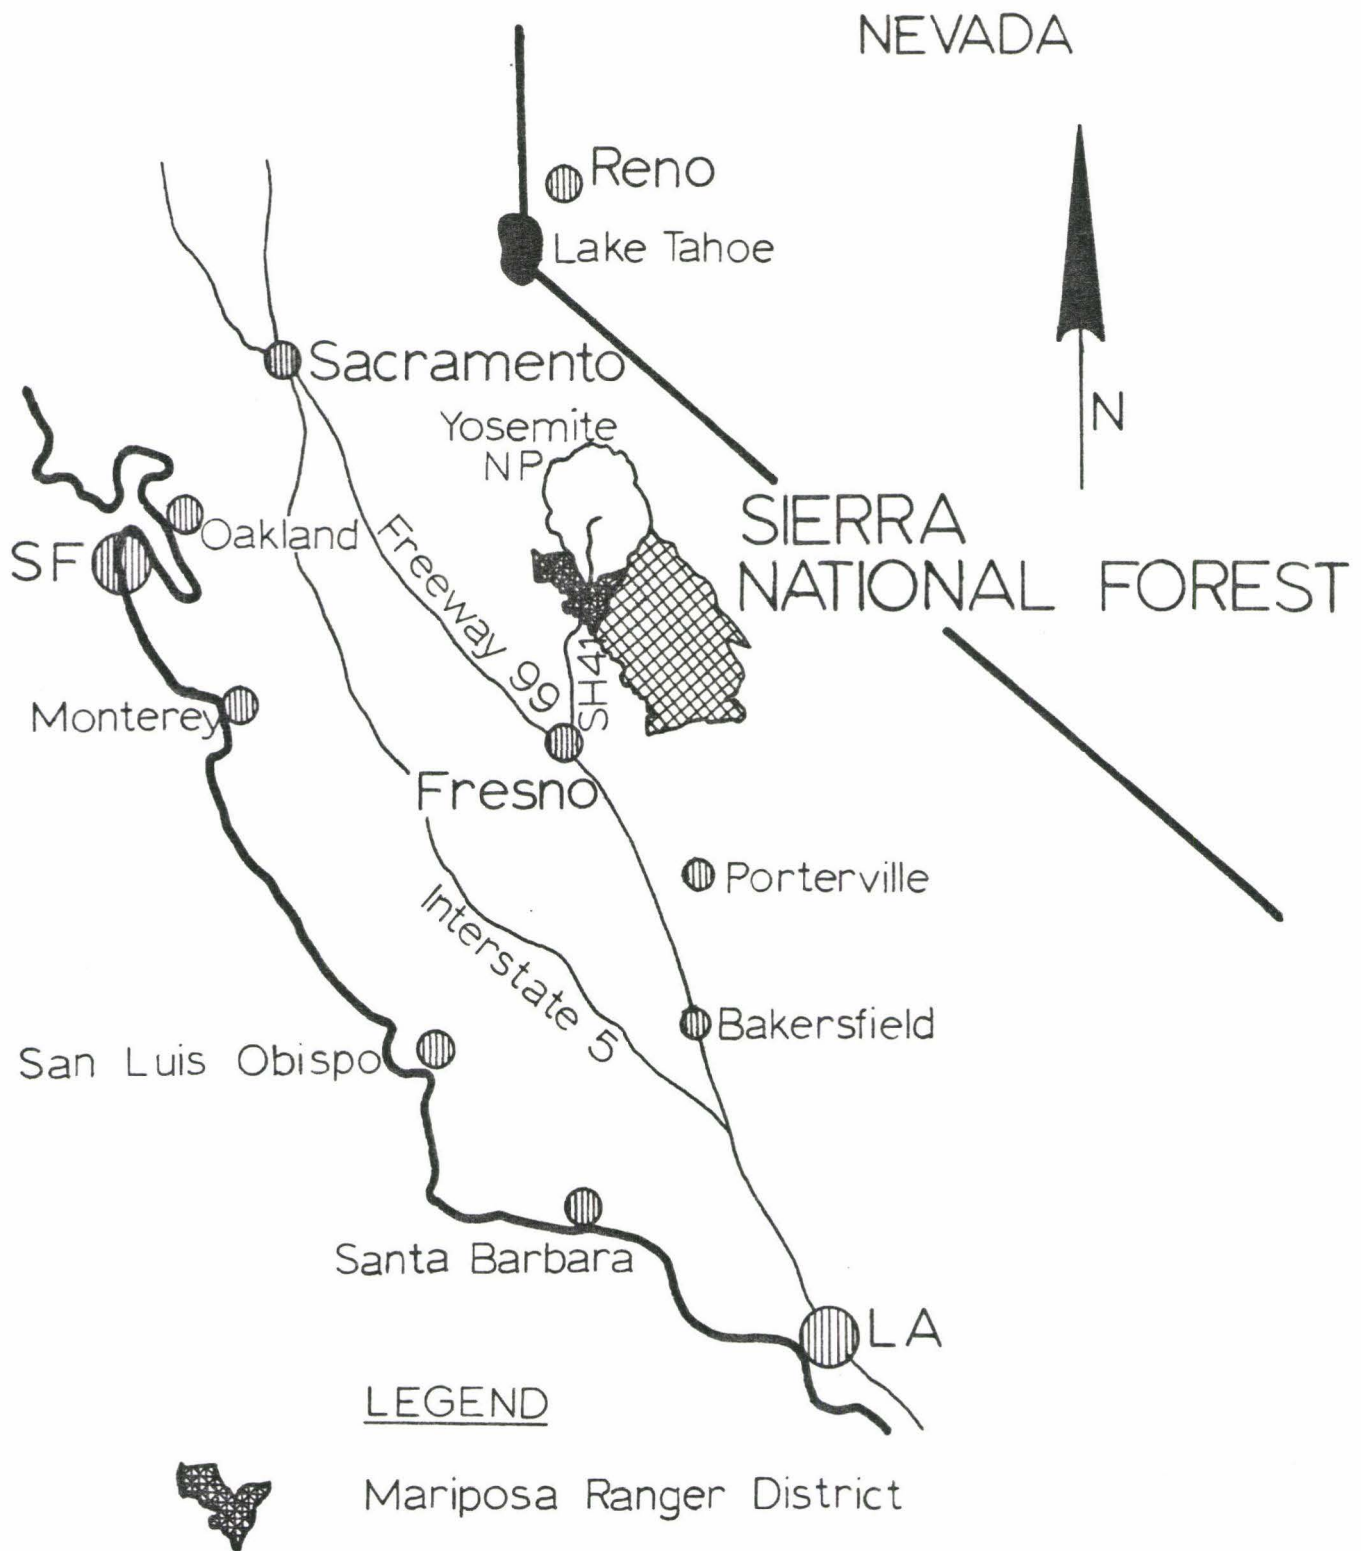 NEVADA
Reno
Lake Tahoe
Sacramento
Yosemite
NP
N
SIERRA
NATIONAL FOREST
Oakland
SF
Freeway 99
SH41
Monterey
Fresno
Porterville
Interstate 5
Bakersfield
San Luis Obispo
Santa Barbara
LA
LEGEND
Mariposa Ranger District